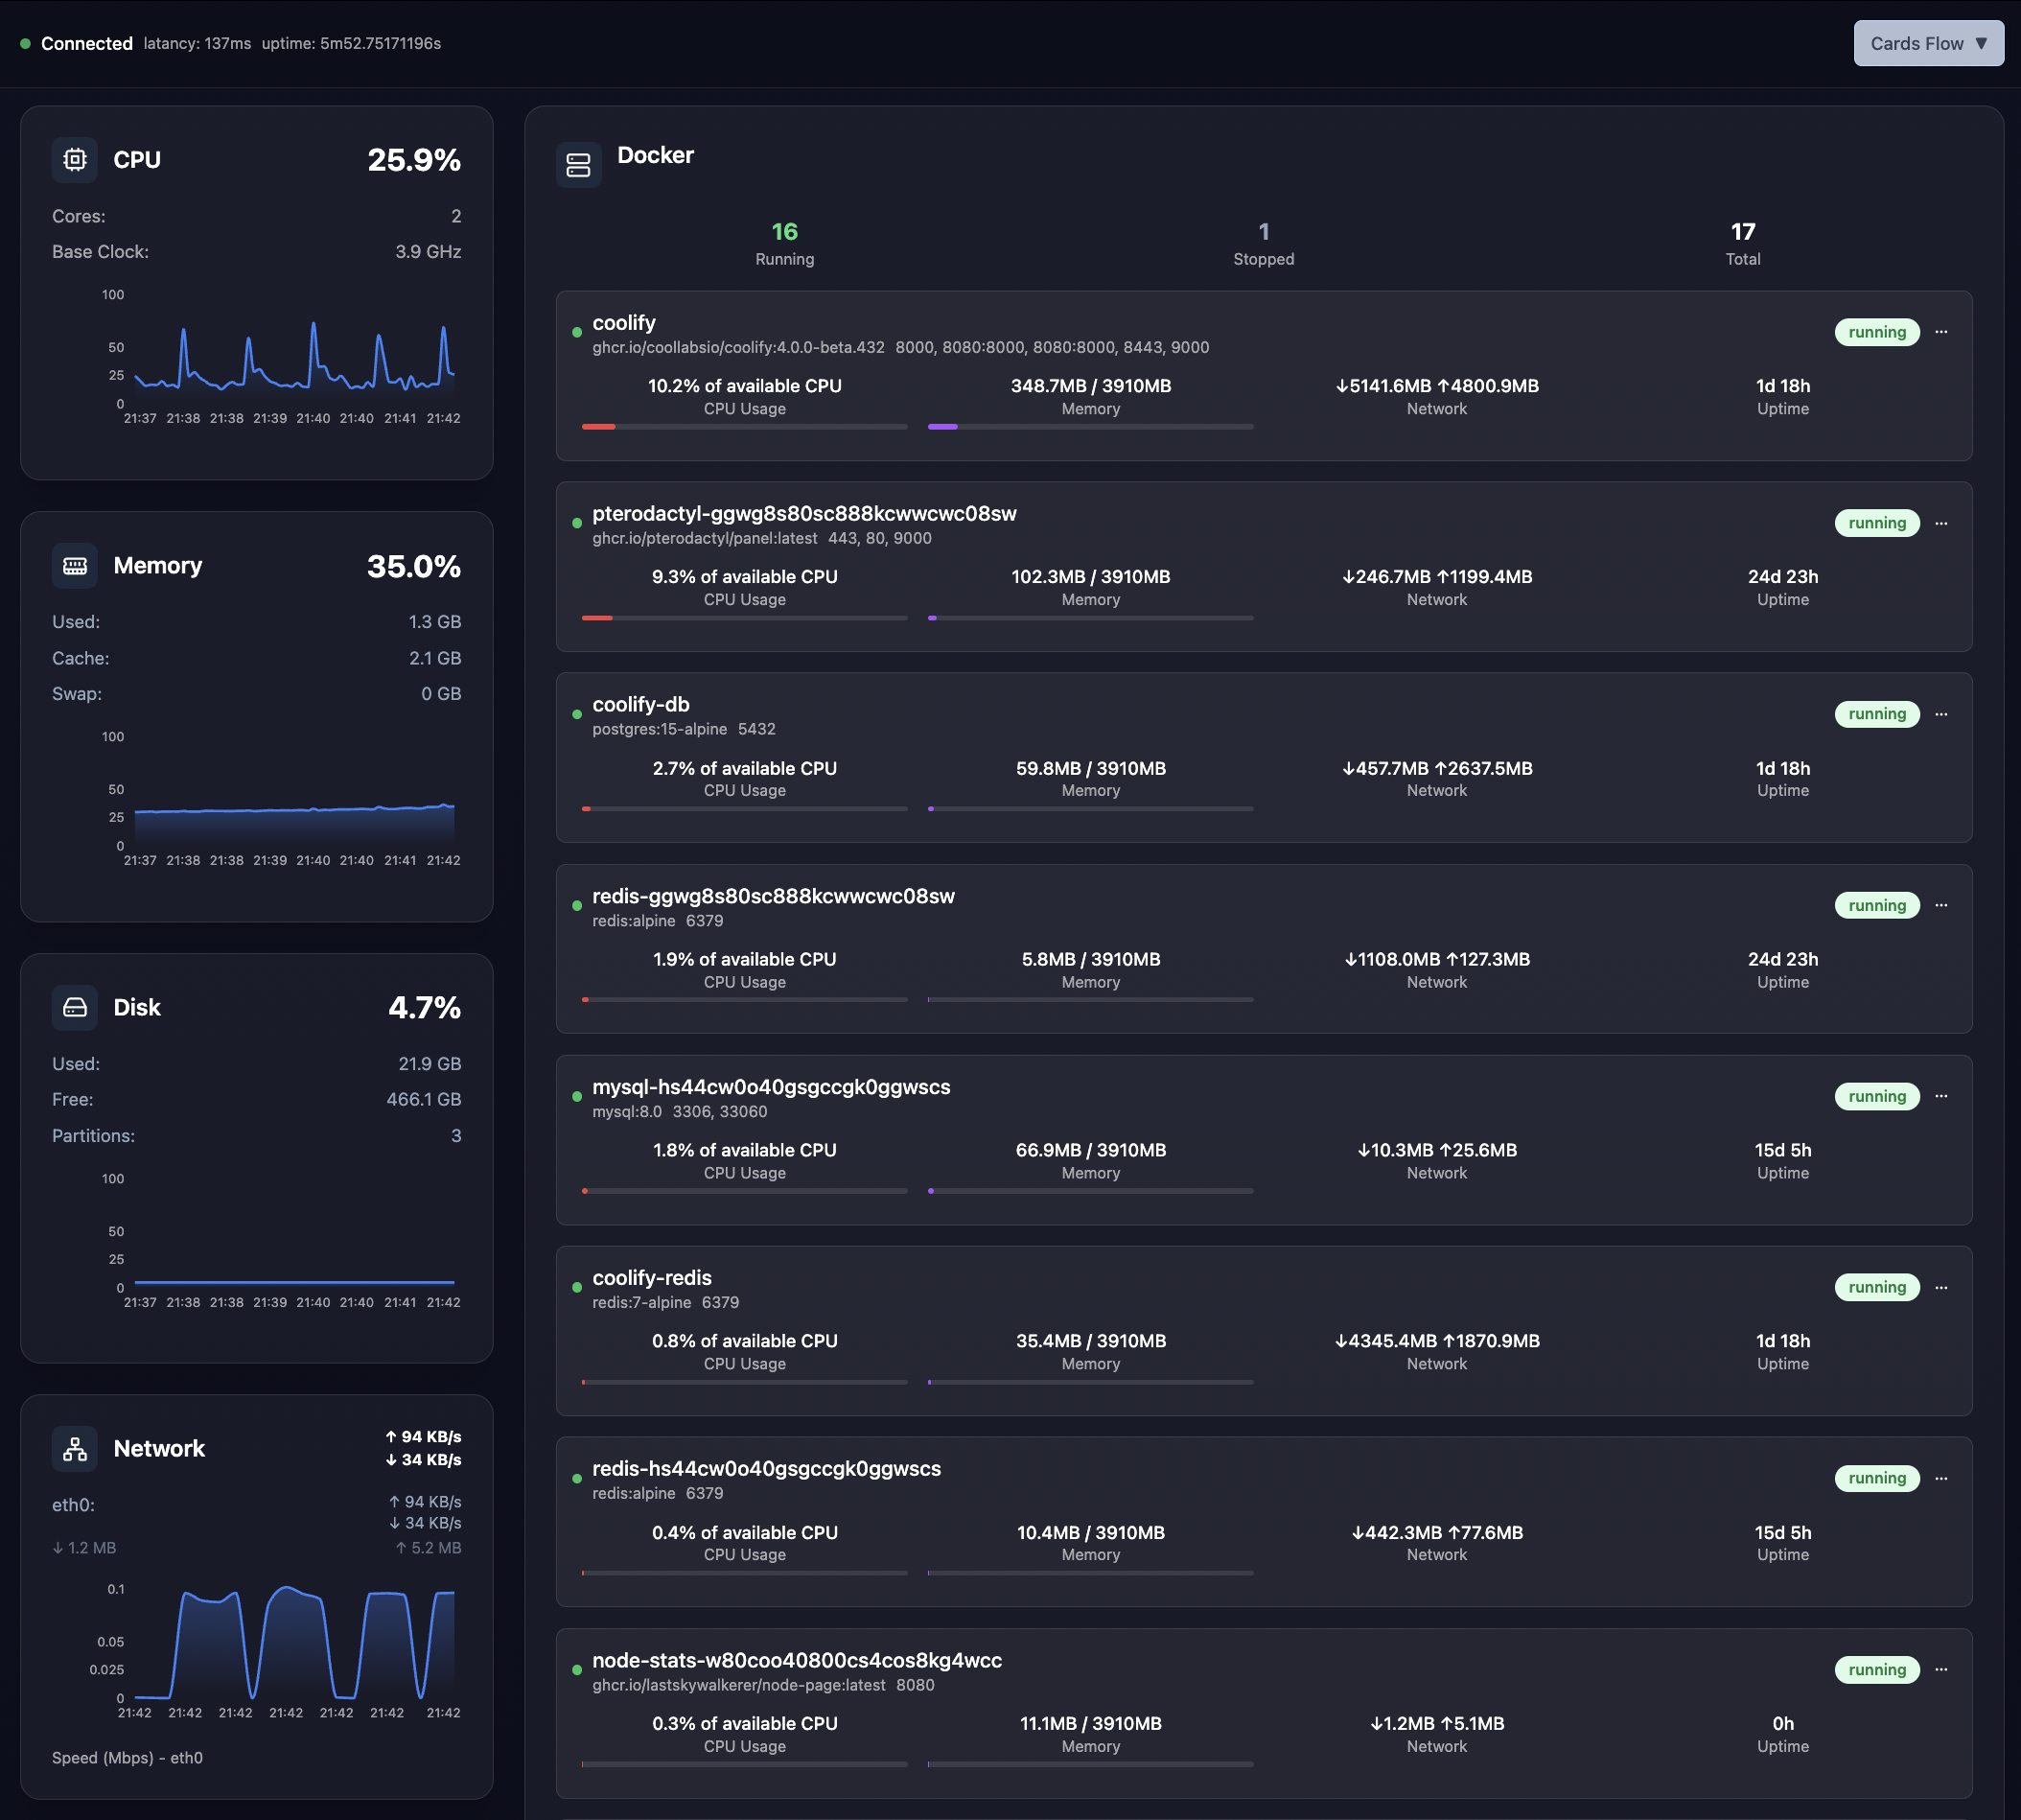 Connected latancy: 137ms uptime: 5m52.75171196s
Cards Flow ▼
CPU 25.9%
Cores: 2
Base Clock: 3.9 GHz
100
50
25
0
21:37 21:38 21:38 21:39 21:40 21:40 21:41 21:42
Memory 35.0%
Used: 1.3 GB
Cache: 2.1 GB
Swap: 0 GB
100
50
25
0
21:37 21:38 21:38 21:39 21:40 21:40 21:41 21:42
Disk 4.7%
Used: 21.9 GB
Free: 466.1 GB
Partitions: 3
100
50
25
0
21:37 21:38 21:38 21:39 21:40 21:40 21:41 21:42
Network ↑ 94 KB/s
↓ 34 KB/s
eth0: ↑ 94 KB/s
↓ 34 KB/s
↓ 1.2 MB ↑ 5.2 MB
0.1
0.05
0.025
0
21:42 21:42 21:42 21:42 21:42 21:42 21:42
Speed (Mbps) - eth0
Docker
16 1 17
Running Stopped Total
coolify running ...
ghcr.io/coollabsio/coolify:4.0.0-beta.432 8000, 8080:8000, 8080:8000, 8443, 9000
10.2% of available CPU 348.7MB / 3910MB ↓5141.6MB ↑4800.9MB 1d 18h
CPU Usage Memory Network Uptime
pterodactyl-ggwg8s80sc888kcwwcwc08sw running ...
ghcr.io/pterodactyl/panel:latest 443, 80, 9000
9.3% of available CPU 102.3MB / 3910MB ↓246.7MB ↑1199.4MB 24d 23h
CPU Usage Memory Network Uptime
coolify-db running ...
postgres:15-alpine 5432
2.7% of available CPU 59.8MB / 3910MB ↓457.7MB ↑2637.5MB 1d 18h
CPU Usage Memory Network Uptime
redis-ggwg8s80sc888kcwwcwc08sw running ...
redis:alpine 6379
1.9% of available CPU 5.8MB / 3910MB ↓1108.0MB ↑127.3MB 24d 23h
CPU Usage Memory Network Uptime
mysql-hs44cw0o40gsgccgk0ggwscs running ...
mysql:8.0 3306, 33060
1.8% of available CPU 66.9MB / 3910MB ↓10.3MB ↑25.6MB 15d 5h
CPU Usage Memory Network Uptime
coolify-redis running ...
redis:7-alpine 6379
0.8% of available CPU 35.4MB / 3910MB ↓4345.4MB ↑1870.9MB 1d 18h
CPU Usage Memory Network Uptime
redis-hs44cw0o40gsgccgk0ggwscs running ...
redis:alpine 6379
0.4% of available CPU 10.4MB / 3910MB ↓442.3MB ↑77.6MB 15d 5h
CPU Usage Memory Network Uptime
node-stats-w80coo40800cs4cos8kg4wcc running ...
ghcr.io/lastskywalkerer/node-page:latest 8080
0.3% of available CPU 11.1MB / 3910MB ↓1.2MB ↑5.1MB 0h
CPU Usage Memory Network Uptime